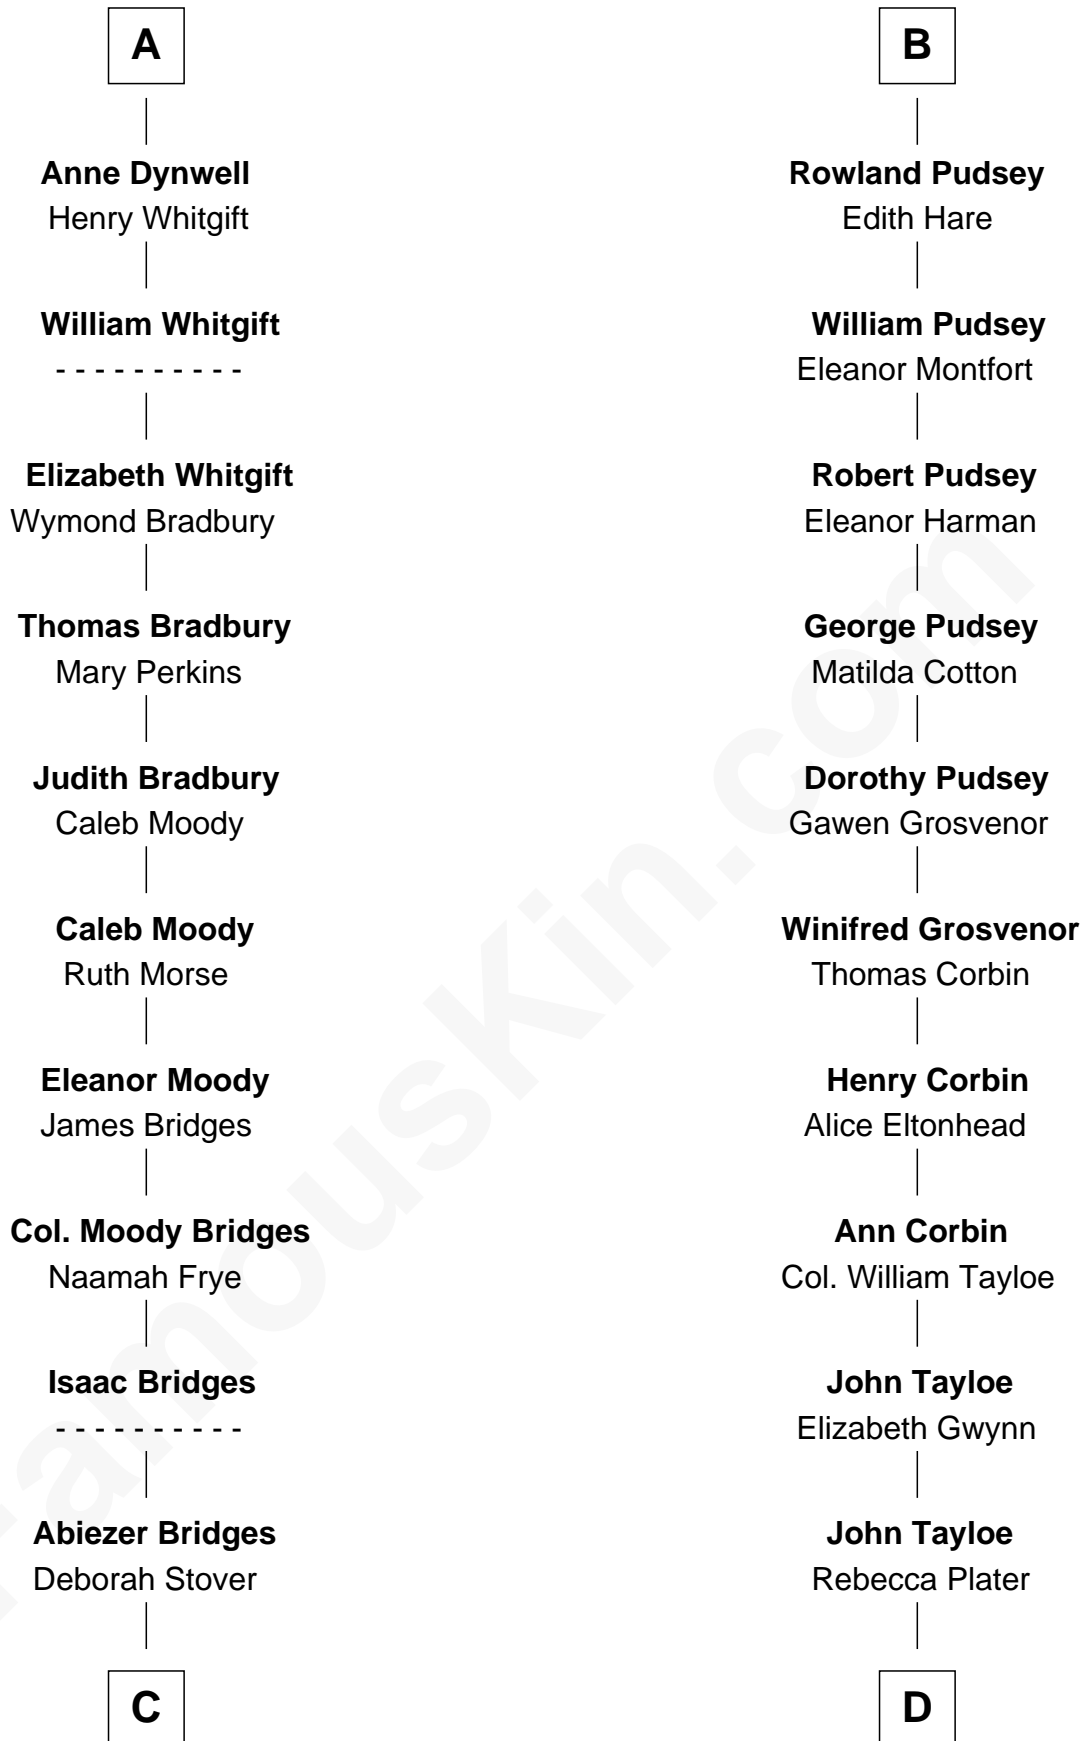 A
Anne Dynwell
Henry Whitgift
William Whitgift
- - - - - - - - - -
Elizabeth Whitgift
Wymond Bradbury
Thomas Bradbury
Mary Perkins
Judith Bradbury
Caleb Moody
Caleb Moody
Ruth Morse
Eleanor Moody
James Bridges
Col. Moody Bridges
Naamah Frye
Isaac Bridges
- - - - - - - - - -
Abiezer Bridges
Deborah Stover
C
B
Rowland Pudsey
Edith Hare
William Pudsey
Eleanor Montfort
Robert Pudsey
Eleanor Harman
George Pudsey
Matilda Cotton
Dorothy Pudsey
Gawen Grosvenor
Winifred Grosvenor
Thomas Corbin
Henry Corbin
Alice Eltonhead
Ann Corbin
Col. William Tayloe
John Tayloe
Elizabeth Gwynn
John Tayloe
Rebecca Plater
D
FamousKin.com